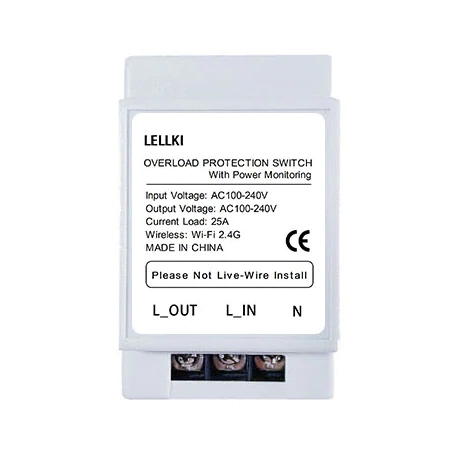 LELLKI
OVERLOAD PROTECTION SWITCH
With Power Monitoring
Input Voltage: AC100-240V
Output Voltage: AC100-240V
Current Load: 25A
Wireless: Wi-Fi 2.4G
MADE IN CHINA
CE
Please Not Live-Wire Install
L_OUT L_IN N